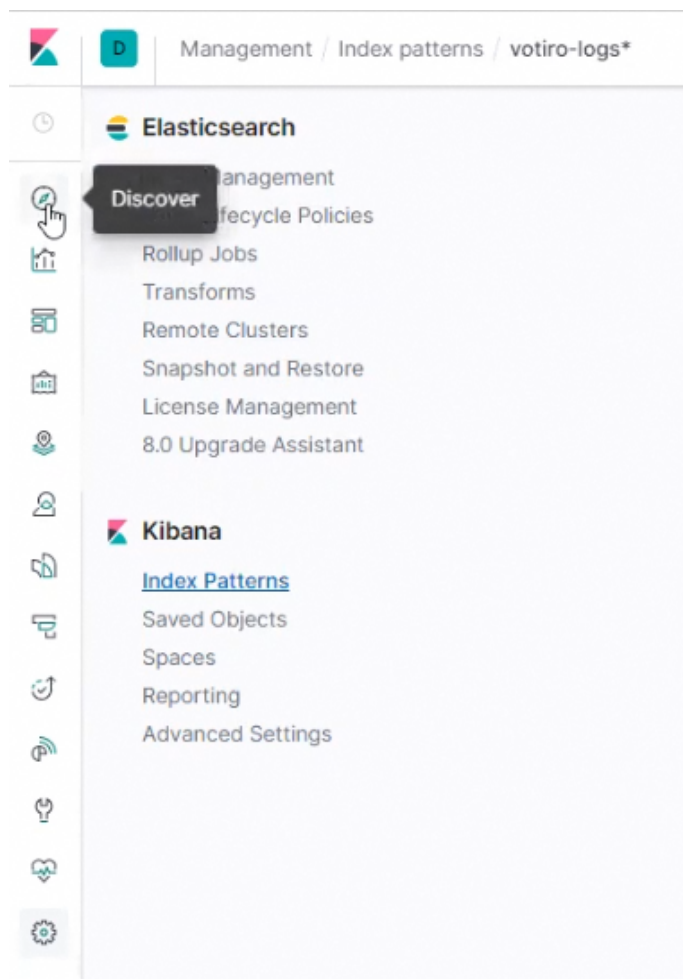 D
Management / Index patterns / votiro-logs*
Elasticsearch
Discover
Rollup Jobs
Transforms
Remote Clusters
Snapshot and Restore
License Management
8.0 Upgrade Assistant
Kibana
Index Patterns
Saved Objects
Spaces
Reporting
Advanced Settings